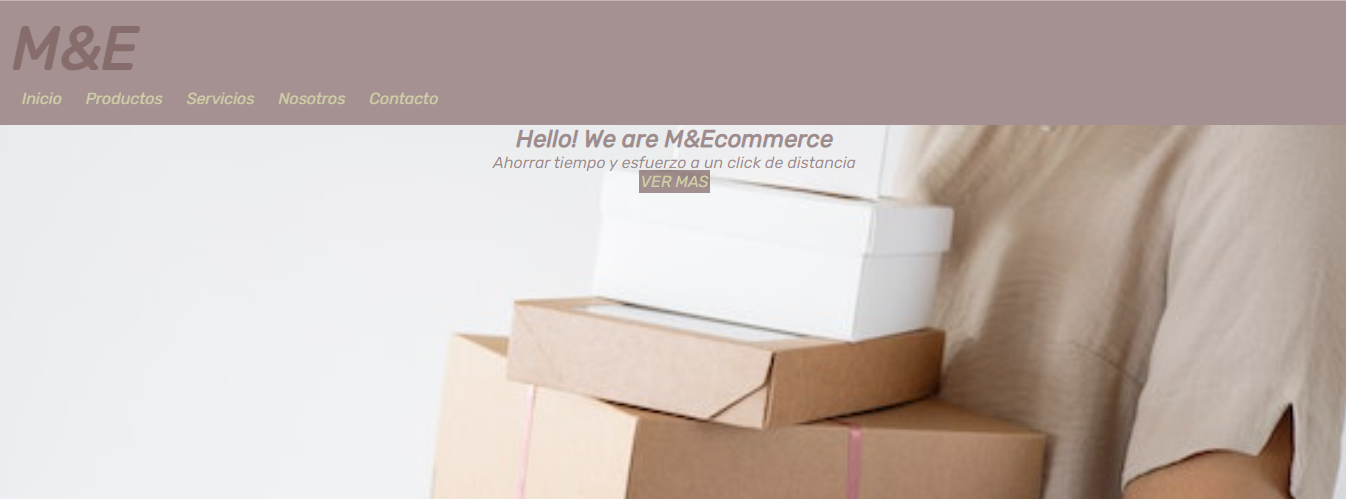 M&E
Inicio Productos Servicios Nosotros Contacto
Hello! We are M&Ecommerce
Ahorrar tiempo y esfuerzo a un click de distancia
VER MAS